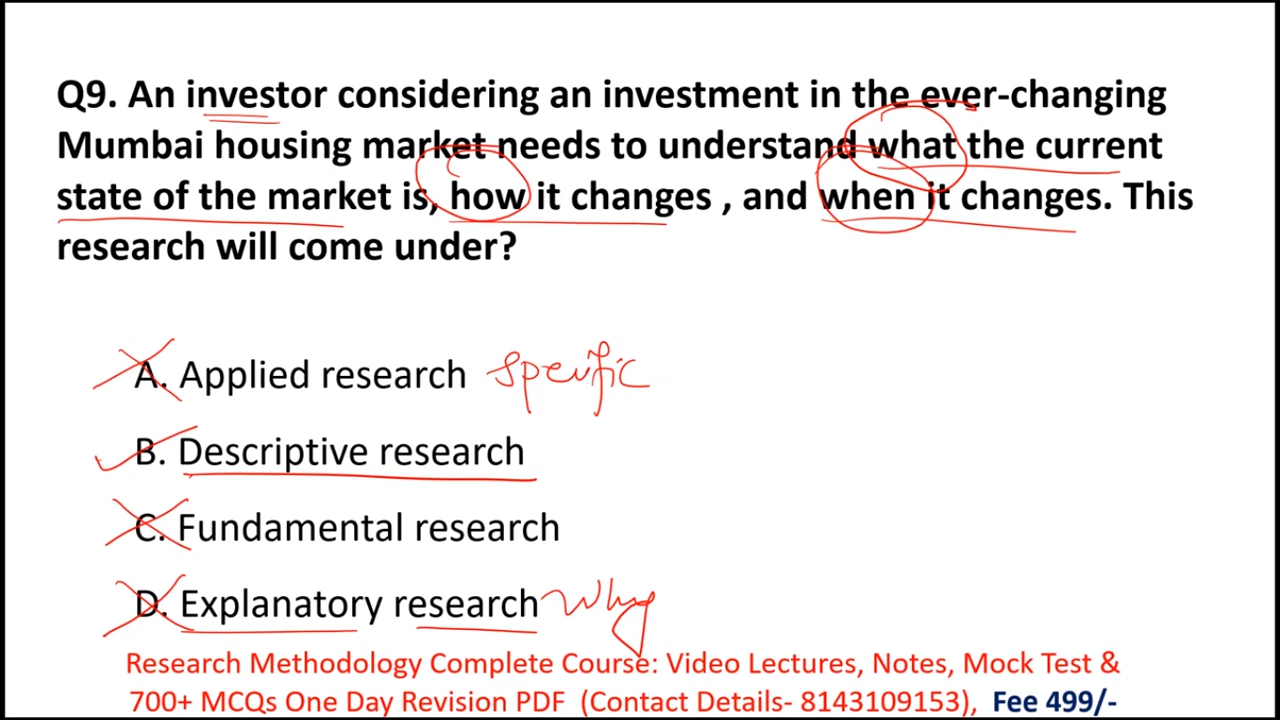 Q9. An investor considering an investment in the ever-changing
Mumbai housing market needs to understand what the current
state of the market is, how it changes , and when it changes. This
research will come under?
A. Applied research specific
B. Descriptive research
C. Fundamental research
D. Explanatory research why
Research Methodology Complete Course: Video Lectures, Notes, Mock Test &
700+ MCQs One Day Revision PDF (Contact Details- 8143109153), Fee 499/-